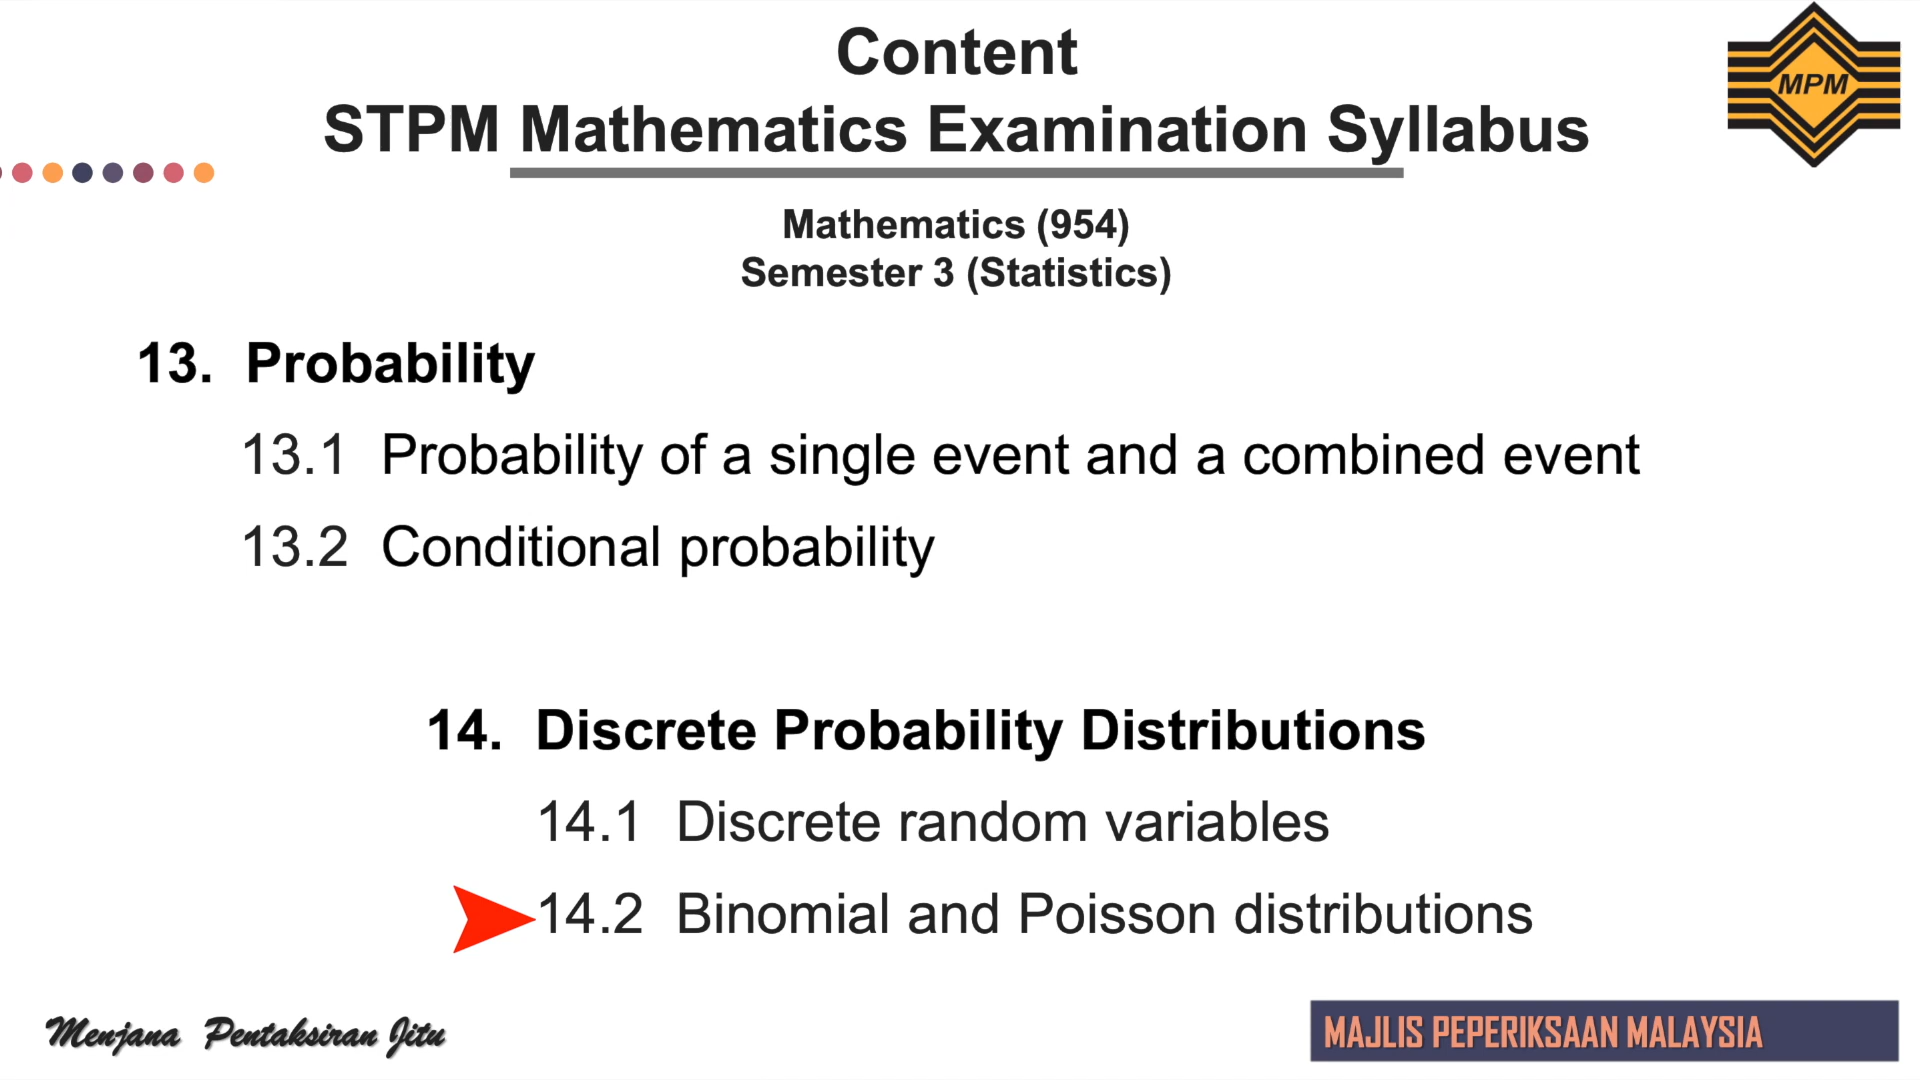 Content
STPM Mathematics Examination Syllabus
MPM
Mathematics (954)
Semester 3 (Statistics)
13. Probability
13.1 Probability of a single event and a combined event
13.2 Conditional probability
14. Discrete Probability Distributions
14.1 Discrete random variables
14.2 Binomial and Poisson distributions
Menjana Pentaksiran Jitu
MAJLIS PEPERIKSAAN MALAYSIA